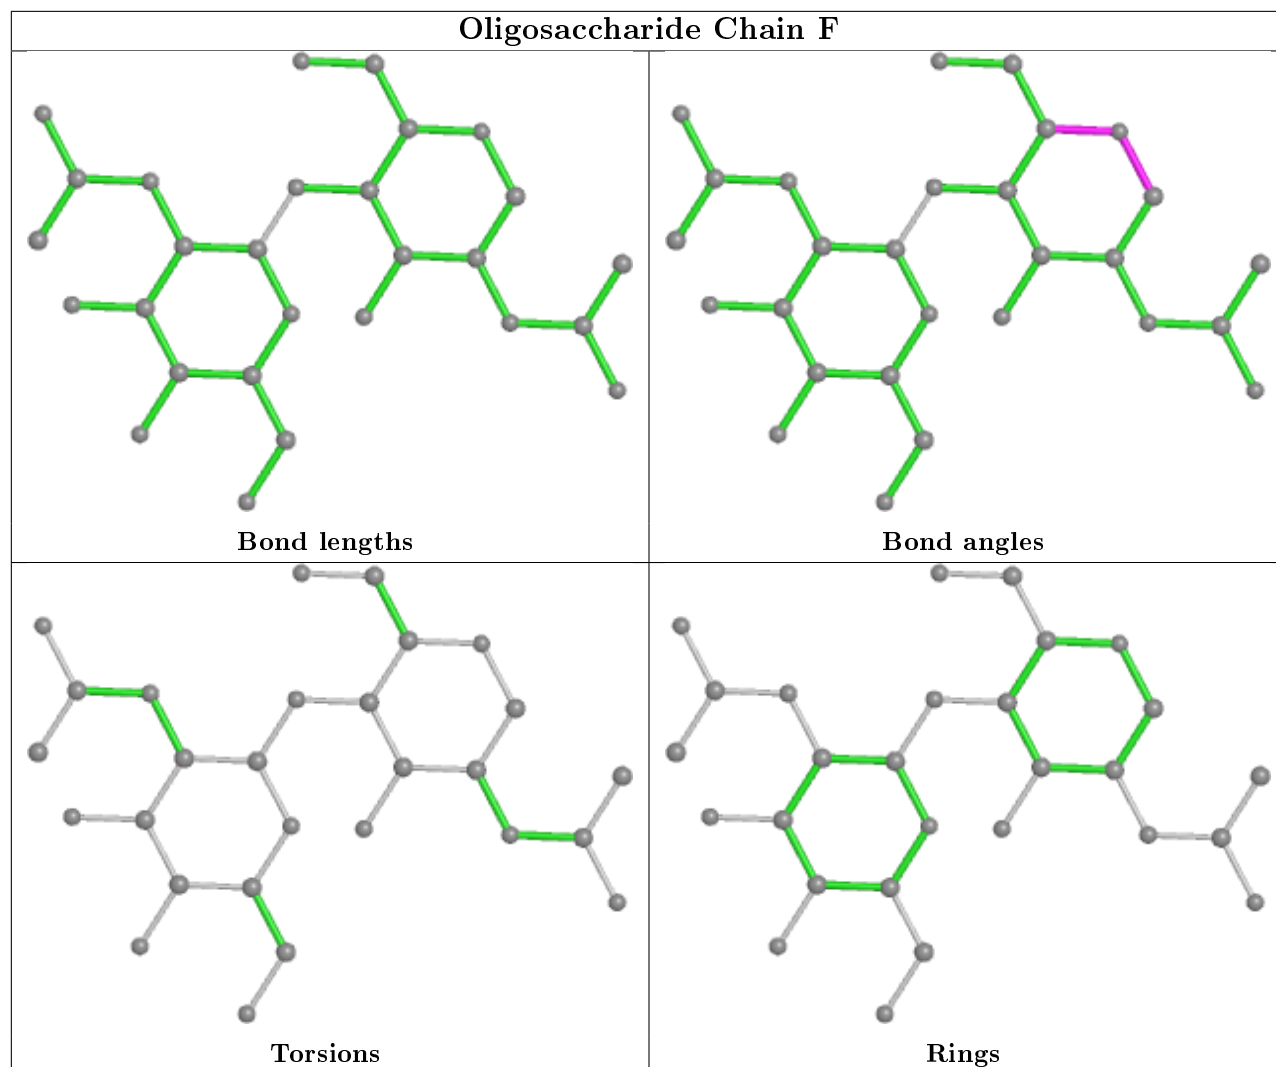 Oligosaccharide Chain F
Bond lengths
Bond angles
Torsions
Rings